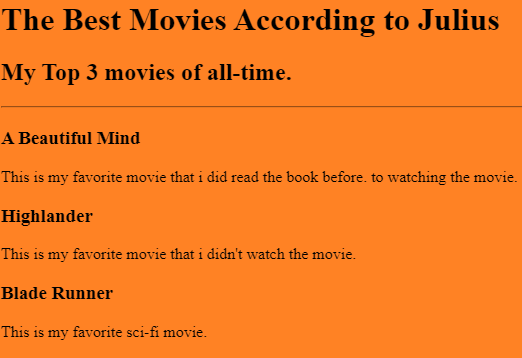 The Best Movies According to Julius
My Top 3 movies of all-time.
A Beautiful Mind
This is my favorite movie that i did read the book before. to watching the movie.
Highlander
This is my favorite movie that i didn't watch the movie.
Blade Runner
This is my favorite sci-fi movie.